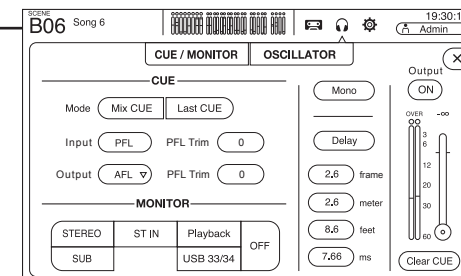 SCENE
B06 Song 6
19:30:1
Admin
CUE / MONITOR OSCILLATOR
CUE
Mode Mix CUE Last CUE
Input PFL PFL Trim 0
Output AFL PFL Trim 0
MONITOR
STEREO ST IN Playback OFF
SUB USB 33/34
Mono
Delay
2.6 frame
2.6 meter
8.6 feet
7.66 ms
Output
ON
OVER -∞
3
6
12
20
30
60
Clear CUE